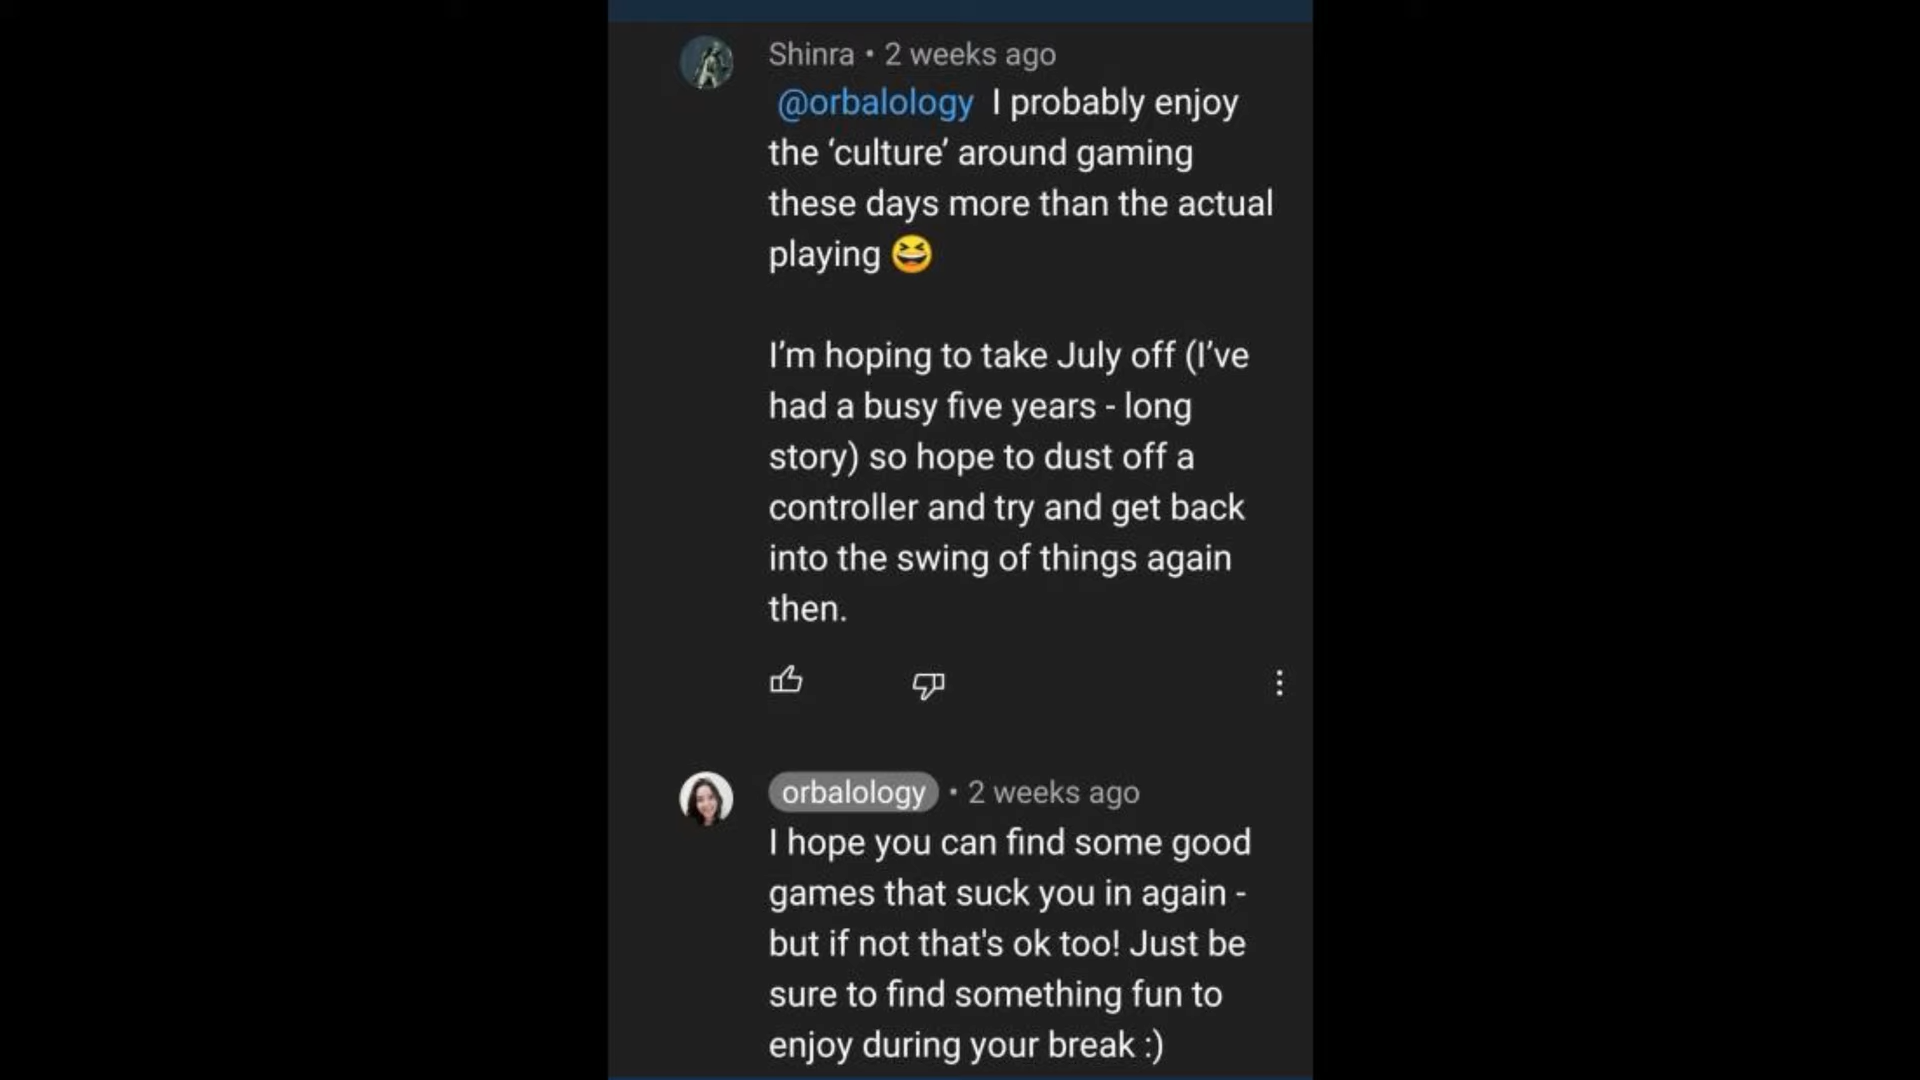 Shinra • 2 weeks ago
@orbalology I probably enjoy
the ‘culture’ around gaming
these days more than the actual
playing 😆
I’m hoping to take July off (I’ve
had a busy five years - long
story) so hope to dust off a
controller and try and get back
into the swing of things again
then.
orbalology • 2 weeks ago
I hope you can find some good
games that suck you in again -
but if not that's ok too! Just be
sure to find something fun to
enjoy during your break :)